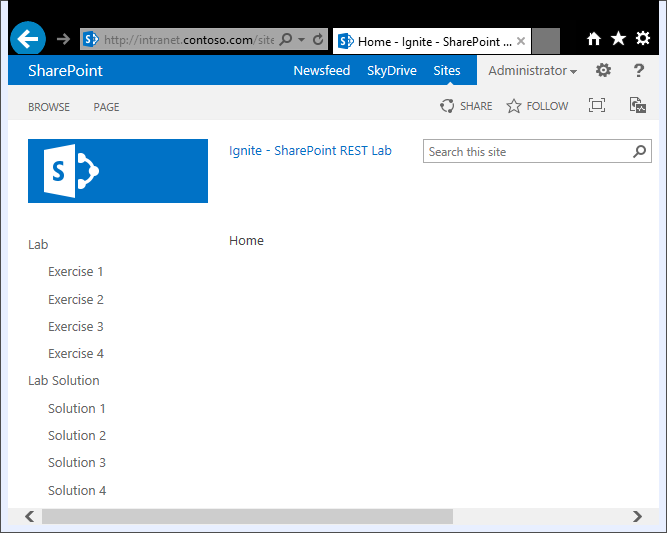 http://intranet.contoso.com/site
Home - Ignite - SharePoint ...
SharePoint
Newsfeed SkyDrive Sites Administrator
BROWSE PAGE SHARE FOLLOW
S
Ignite - SharePoint REST Lab
Search this site
Home
Lab
Exercise 1
Exercise 2
Exercise 3
Exercise 4
Lab Solution
Solution 1
Solution 2
Solution 3
Solution 4